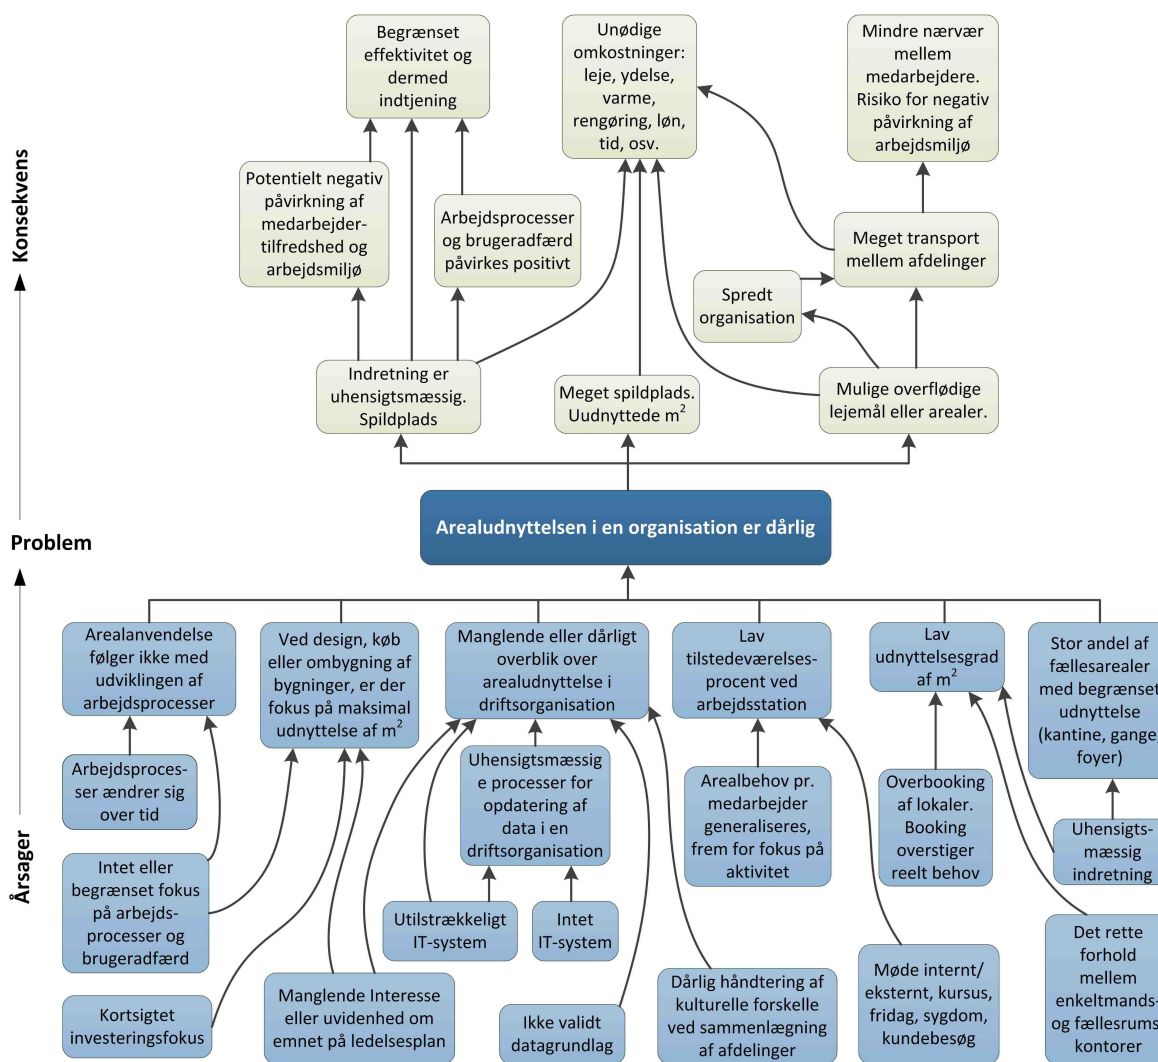 Begrænset
effektivitet og
dermed
indtjening
Unødige
omkostninger:
leje, ydelse,
varme,
rengøring, løn,
tid, osv.
Mindre nærvær
mellem
medarbejdere.
Risiko for negativ
påvirkning af
arbejdsmiljø
Potentielt negativ
påvirkning af
medarbejder-
tilfredshed og
arbejdsmiljø
Arbejdsprocesser
og brugeradfærd
påvirkes positivt
Meget transport
mellem afdelinger
Spredt
organisation
Indretning er
uhensigtsmæssig.
Spildplads
Meget spildplads.
Uudnyttede m²
Mulige overflødige
lejemål eller arealer.
Konsekvens
Problem
Årsager
Arealudnyttelsen i en organisation er dårlig
Arealanvendelse
følger ikke med
udviklingen af
arbejdsprocesser
Ved design, køb
eller ombygning af
bygninger, er der
fokus på maksimal
udnyttelse af m²
Manglende eller dårligt
overblik over
arealudnyttelse i
driftsorganisation
Lav
tilstedeværelses-
procent ved
arbejdsstation
Lav
udnyttelsesgrad
af m²
Stor andel af
fællesarealer
med begrænset
udnyttelse
(kantine, gange,
foyer)
Arbejdsproces-
ser ændrer sig
over tid
Uhensigtsmæssig
e processer for
opdatering af
data i en
driftsorganisation
Arealbehov pr.
medarbejder
generaliseres,
frem for fokus på
aktivitet
Overbooking
af lokaler.
Booking
overstiger
reelt behov
Uhensigts-
mæssig
indretning
Intet eller
begrænset fokus
på arbejds-
processer og
brugeradfærd
Utilstrækkeligt
IT-system
Intet
IT-system
Kortsigtet
investeringsfokus
Manglende Interesse
eller uvidenhed om
emnet på ledelsesplan
Ikke validt
datagrundlag
Dårlig håndtering af
kulturelle forskelle
ved sammenlægning
af afdelinger
Møde internt/
eksternt, kursus,
fridag, sygdom,
kundebesøg
Det rette
forhold
mellem
enkeltmands-
og fællesrums-
kontorer